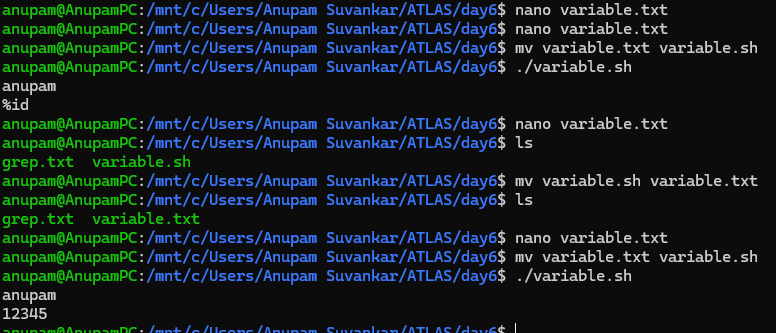 anupam@AnupamPC:/mnt/c/Users/Anupam Suvankar/ATLAS/day6$ nano variable.txt
anupam@AnupamPC:/mnt/c/Users/Anupam Suvankar/ATLAS/day6$ nano variable.txt
anupam@AnupamPC:/mnt/c/Users/Anupam Suvankar/ATLAS/day6$ mv variable.txt variable.sh
anupam@AnupamPC:/mnt/c/Users/Anupam Suvankar/ATLAS/day6$ ./variable.sh
anupam
%id
anupam@AnupamPC:/mnt/c/Users/Anupam Suvankar/ATLAS/day6$ nano variable.txt
anupam@AnupamPC:/mnt/c/Users/Anupam Suvankar/ATLAS/day6$ ls
grep.txt  variable.sh
anupam@AnupamPC:/mnt/c/Users/Anupam Suvankar/ATLAS/day6$ mv variable.sh variable.txt
anupam@AnupamPC:/mnt/c/Users/Anupam Suvankar/ATLAS/day6$ ls
grep.txt  variable.txt
anupam@AnupamPC:/mnt/c/Users/Anupam Suvankar/ATLAS/day6$ nano variable.txt
anupam@AnupamPC:/mnt/c/Users/Anupam Suvankar/ATLAS/day6$ mv variable.txt variable.sh
anupam@AnupamPC:/mnt/c/Users/Anupam Suvankar/ATLAS/day6$ ./variable.sh
anupam
12345
anupam@AnupamPC:/mnt/c/Users/Anupam Suvankar/ATLAS/day6$